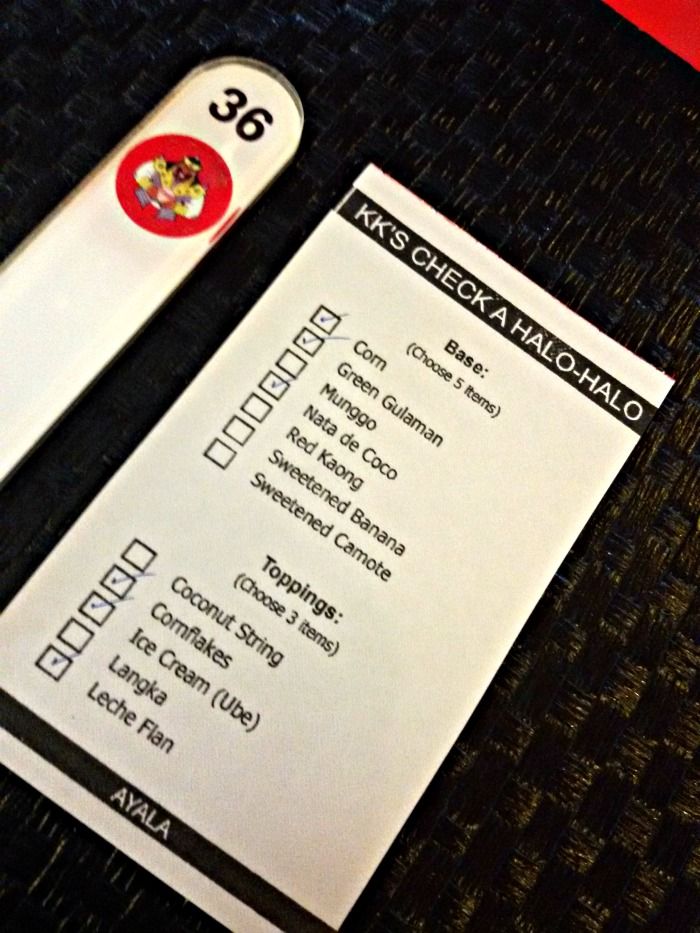 36
KK'S CHECK A HALO-HALO
Base:
(Choose 5 items)
Corn
Green Gulaman
Munggo
Nata de Coco
Red Kaong
Sweetened Banana
Sweetened Camote
Toppings:
(Choose 3 items)
Coconut String
Cornflakes
Ice Cream (Ube)
Langka
Leche Flan
AYALA